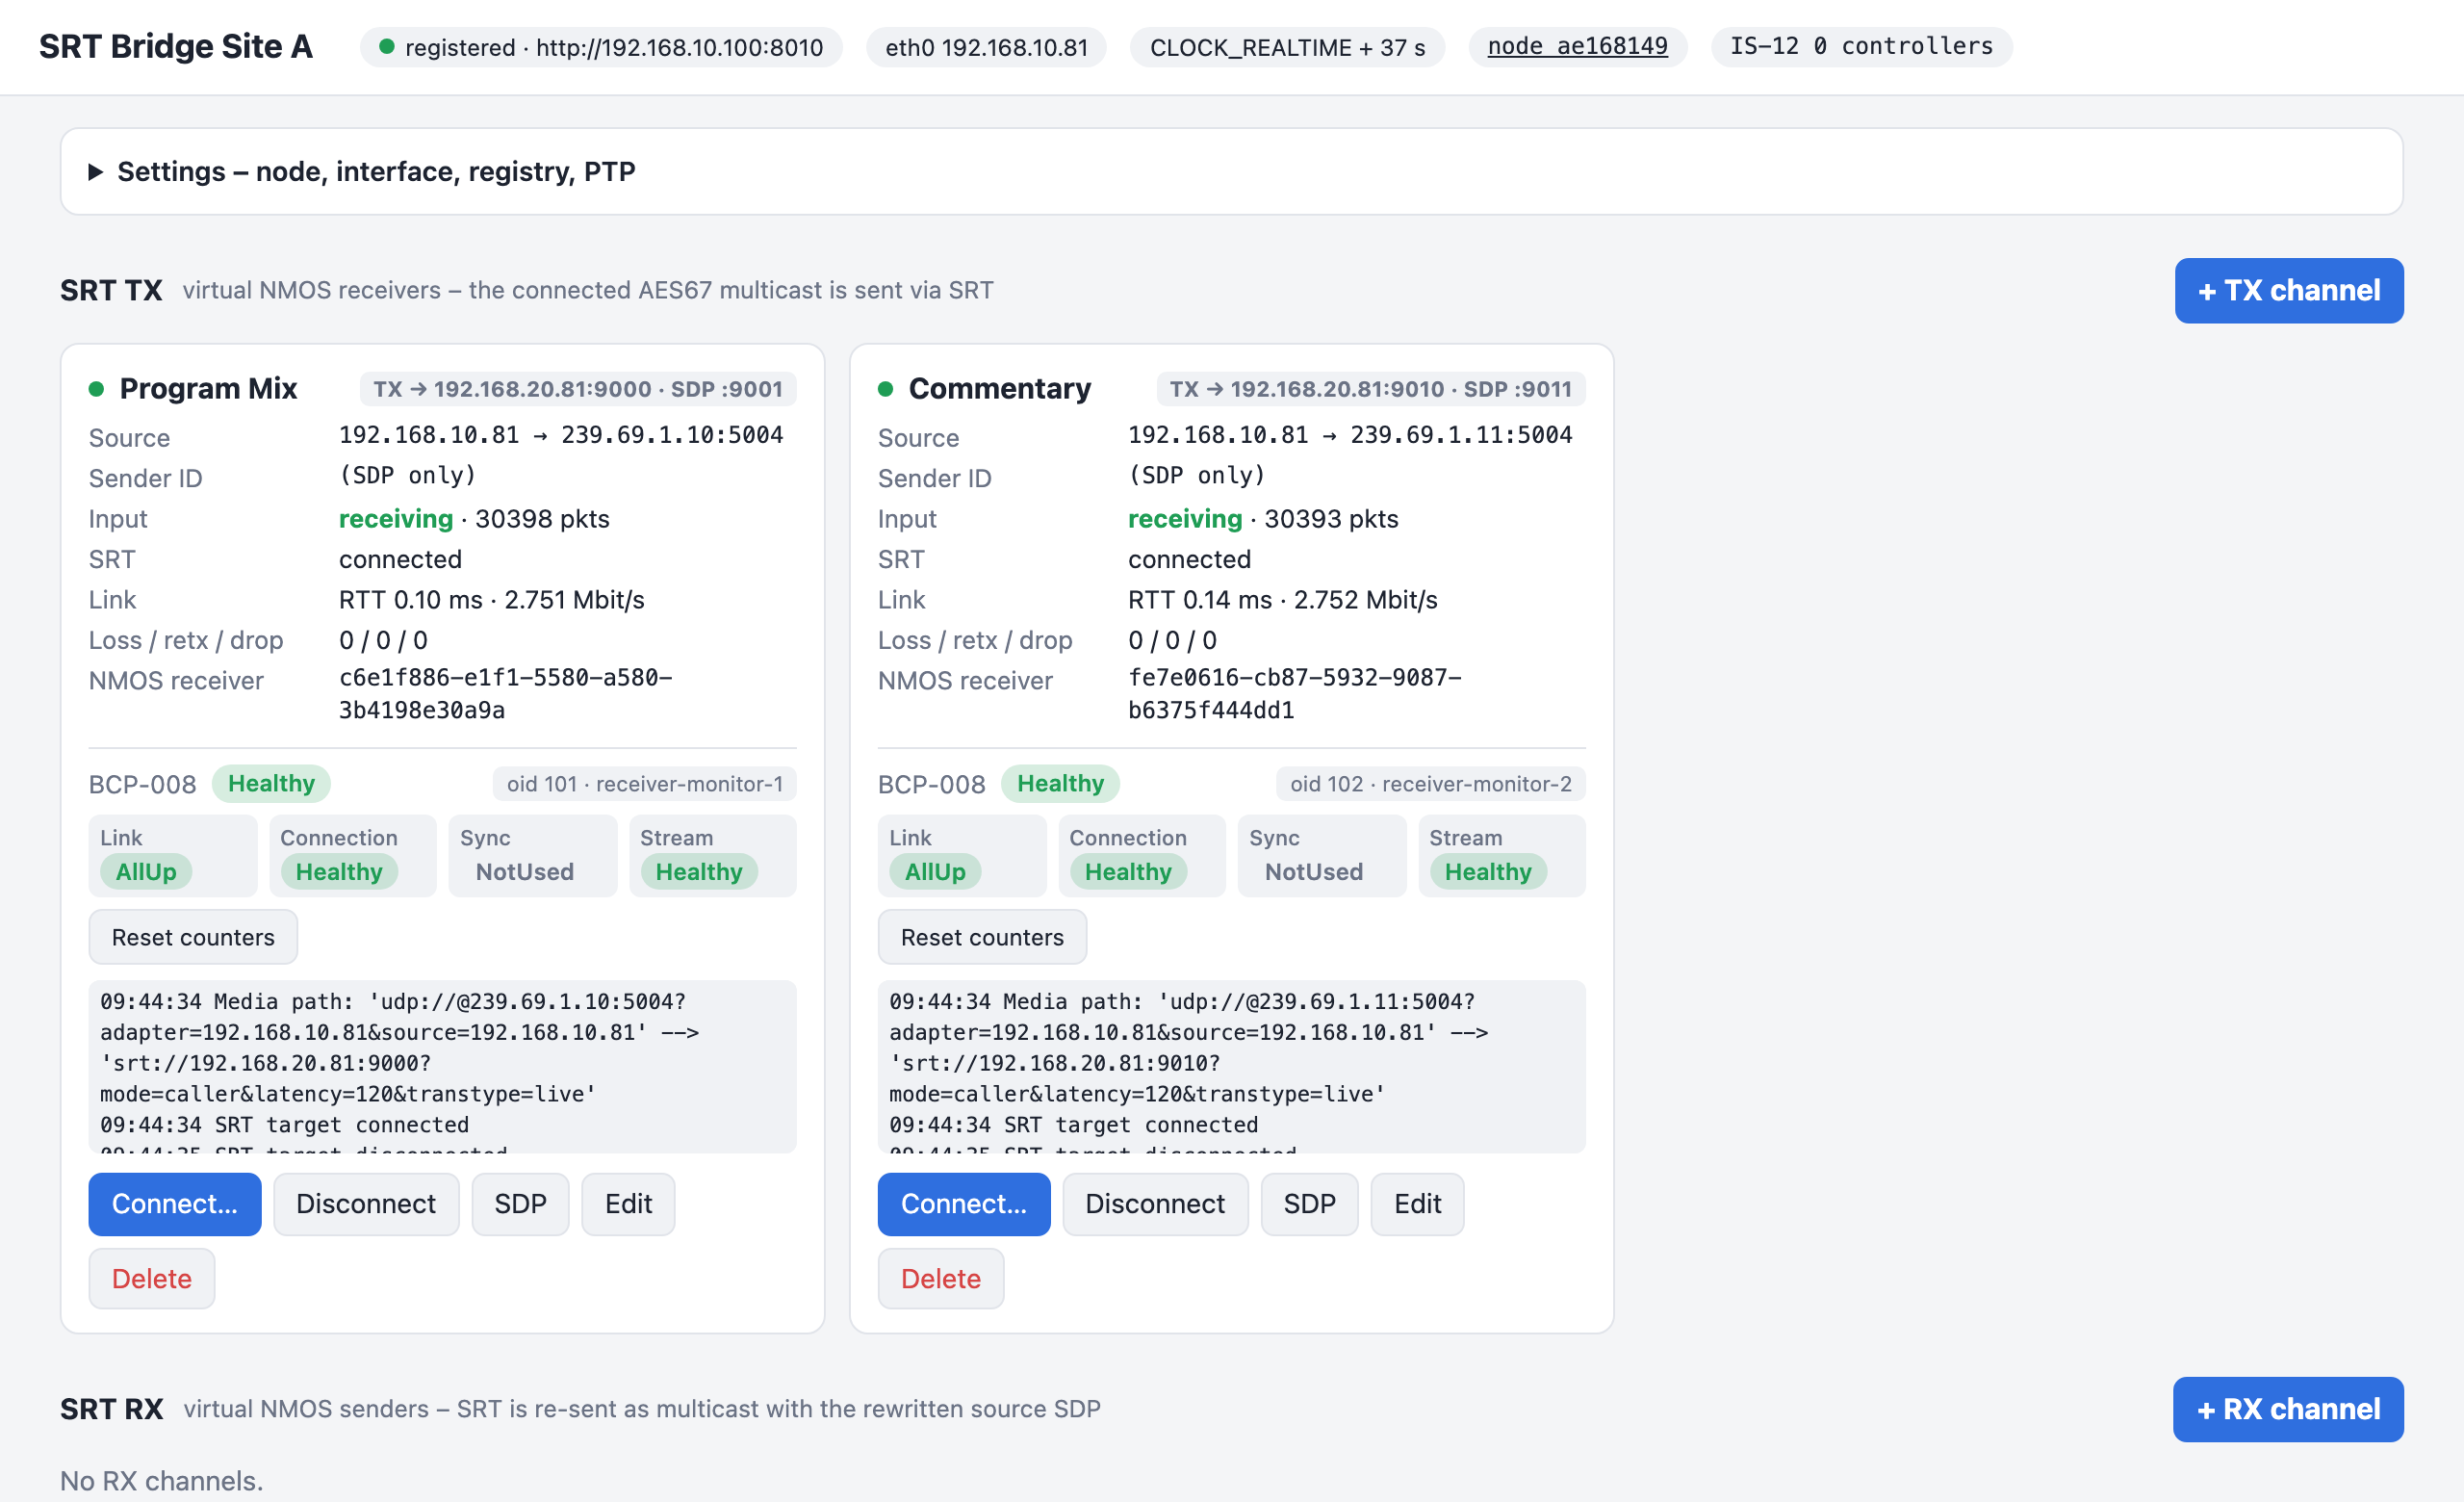 SRT Bridge Site A
registered · http://192.168.10.100:8010
eth0 192.168.10.81
CLOCK_REALTIME + 37 s
node ae168149
IS-12 0 controllers
▶ Settings – node, interface, registry, PTP
SRT TX virtual NMOS receivers – the connected AES67 multicast is sent via SRT
+ TX channel
Program Mix TX → 192.168.20.81:9000 · SDP :9001
Source 192.168.10.81 → 239.69.1.10:5004
Sender ID (SDP only)
Input receiving · 30398 pkts
SRT connected
Link RTT 0.10 ms · 2.751 Mbit/s
Loss / retx / drop 0 / 0 / 0
NMOS receiver c6e1f886-e1f1-5580-a580-
3b4198e30a9a
BCP-008 Healthy oid 101 · receiver-monitor-1
Link Connection Sync Stream
AllUp Healthy NotUsed Healthy
Reset counters
09:44:34 Media path: 'udp://@239.69.1.10:5004?
adapter=192.168.10.81&source=192.168.10.81' -->
'srt://192.168.20.81:9000?
mode=caller&latency=120&transtype=live'
09:44:34 SRT target connected
09:44:35 SRT target disconnected
Connect... Disconnect SDP Edit
Delete
Commentary TX → 192.168.20.81:9010 · SDP :9011
Source 192.168.10.81 → 239.69.1.11:5004
Sender ID (SDP only)
Input receiving · 30393 pkts
SRT connected
Link RTT 0.14 ms · 2.752 Mbit/s
Loss / retx / drop 0 / 0 / 0
NMOS receiver fe7e0616-cb87-5932-9087-
b6375f444dd1
BCP-008 Healthy oid 102 · receiver-monitor-2
Link Connection Sync Stream
AllUp Healthy NotUsed Healthy
Reset counters
09:44:34 Media path: 'udp://@239.69.1.11:5004?
adapter=192.168.10.81&source=192.168.10.81' -->
'srt://192.168.20.81:9010?
mode=caller&latency=120&transtype=live'
09:44:34 SRT target connected
09:44:35 SRT target disconnected
Connect... Disconnect SDP Edit
Delete
SRT RX virtual NMOS senders – SRT is re-sent as multicast with the rewritten source SDP
+ RX channel
No RX channels.